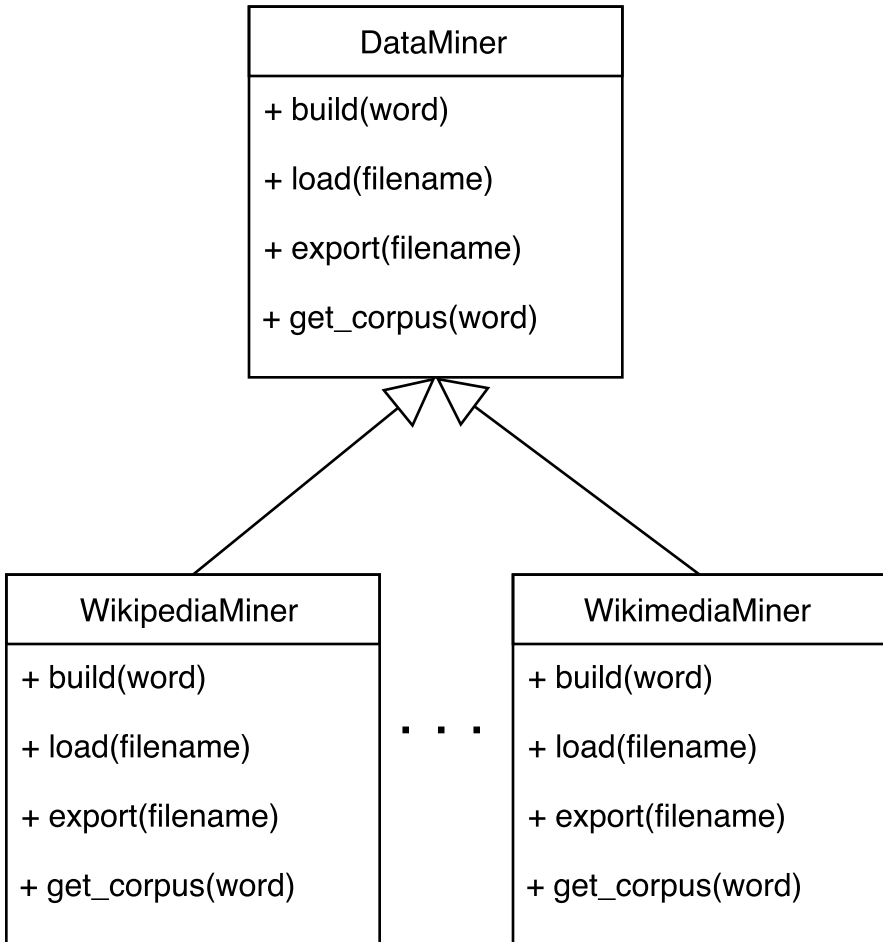 DataMiner
+ build(word)
+ load(filename)
+ export(filename)
+ get_corpus(word)
WikipediaMiner
+ build(word)
+ load(filename)
+ export(filename)
+ get_corpus(word)
. . .
WikimediaMiner
+ build(word)
+ load(filename)
+ export(filename)
+ get_corpus(word)